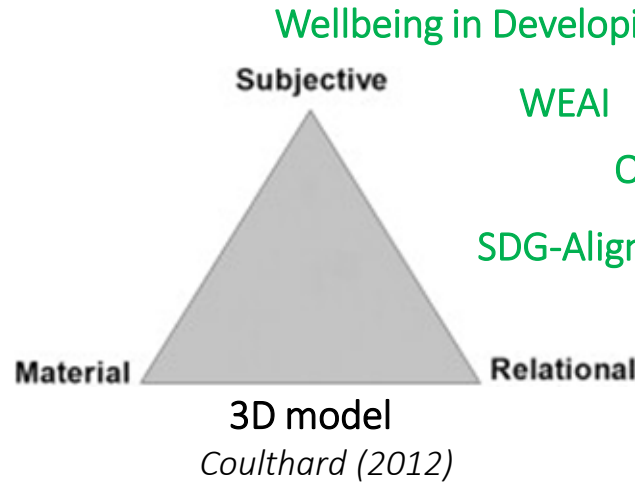 Wellbeing in Developi
Subjective
WEAI
C
SDG-Align
Material
Relational
3D model
Coulthard (2012)